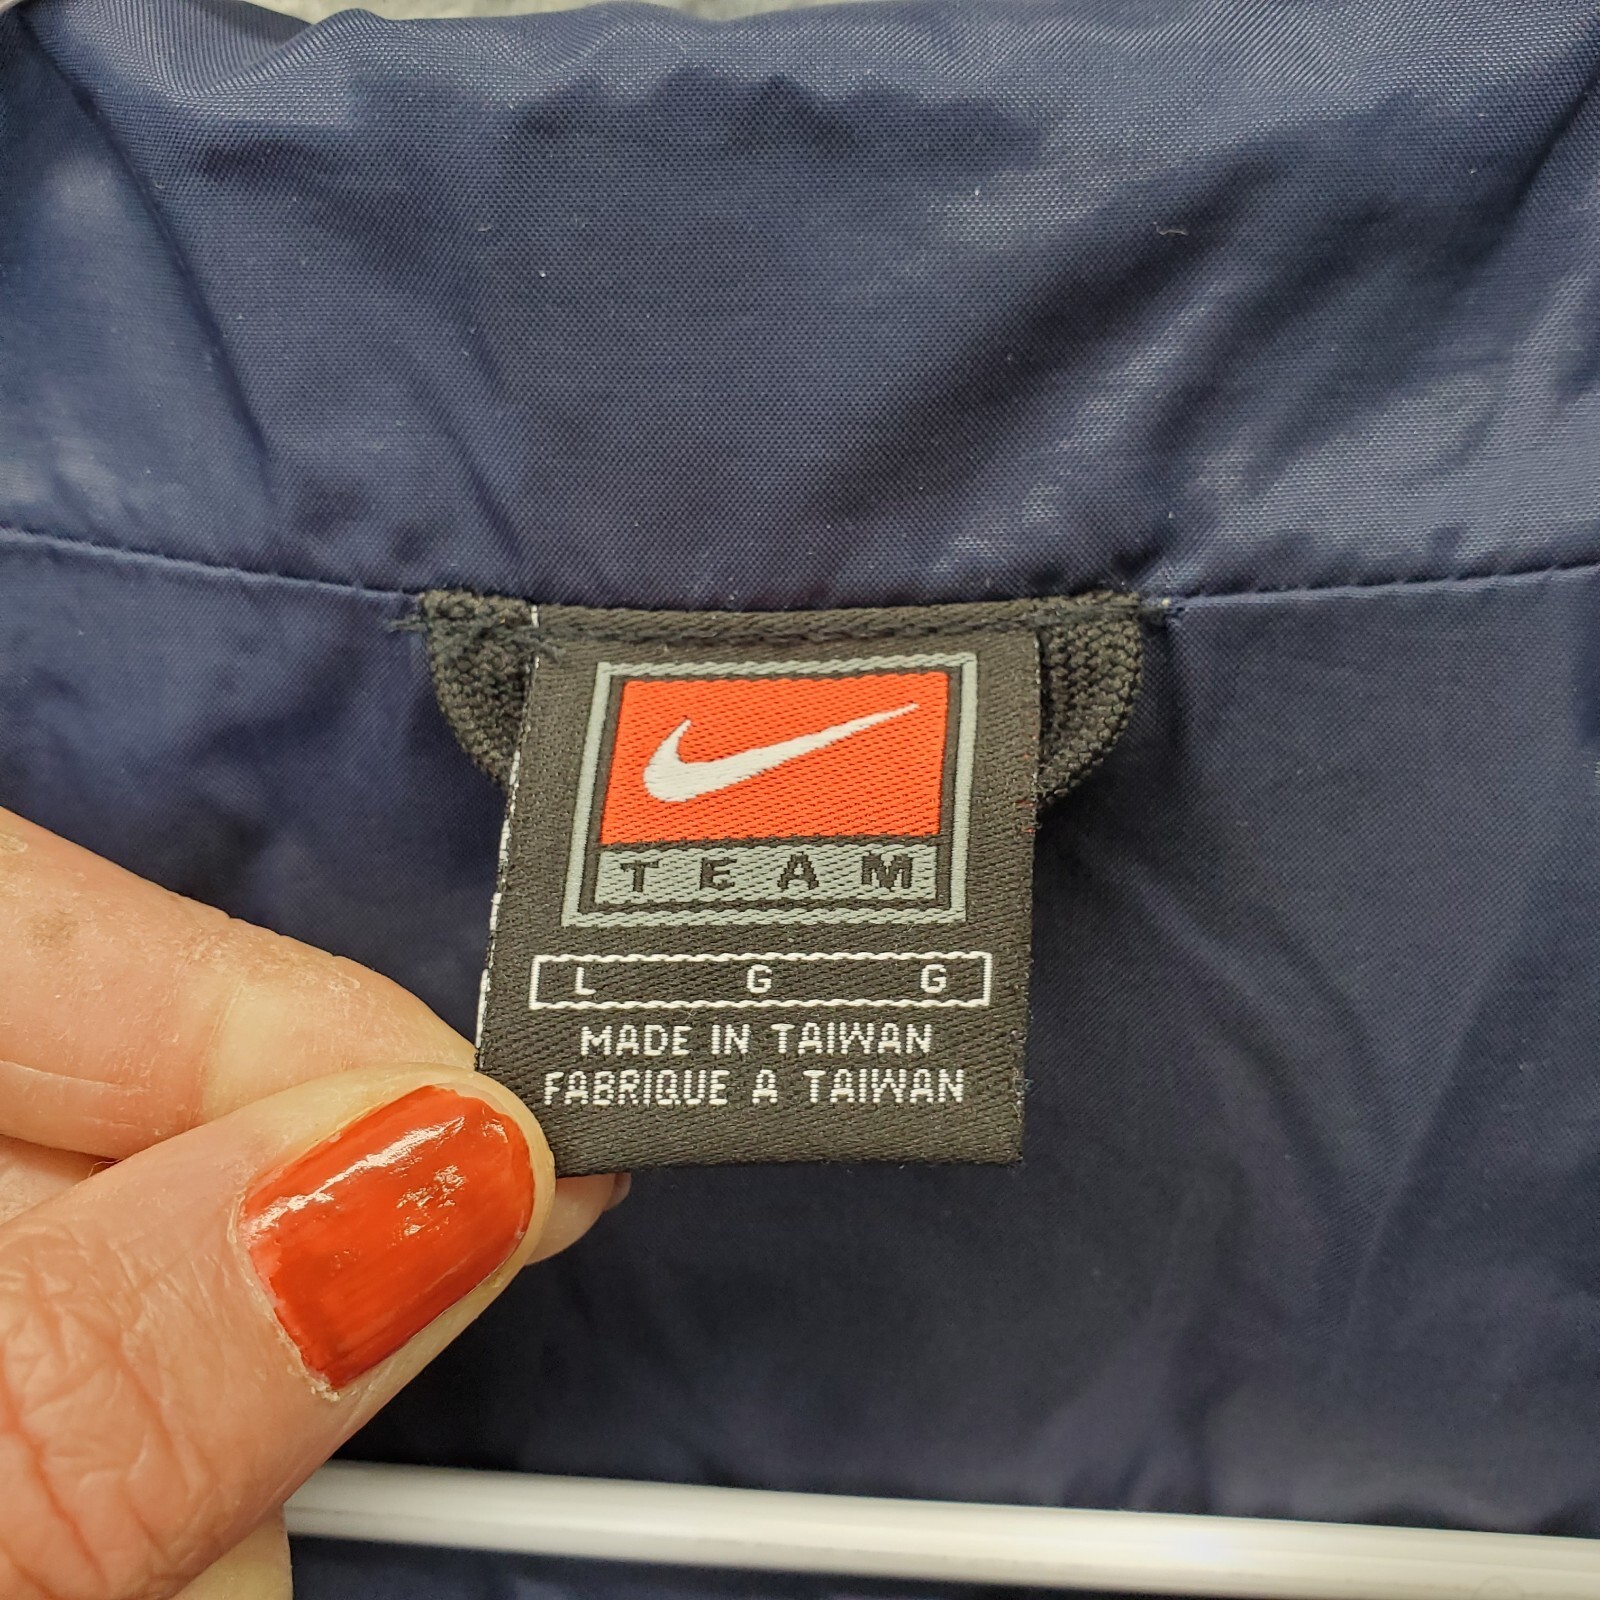 TEAM
L G G
MADE IN TAIWAN
FABRIQUE A TAIWAN